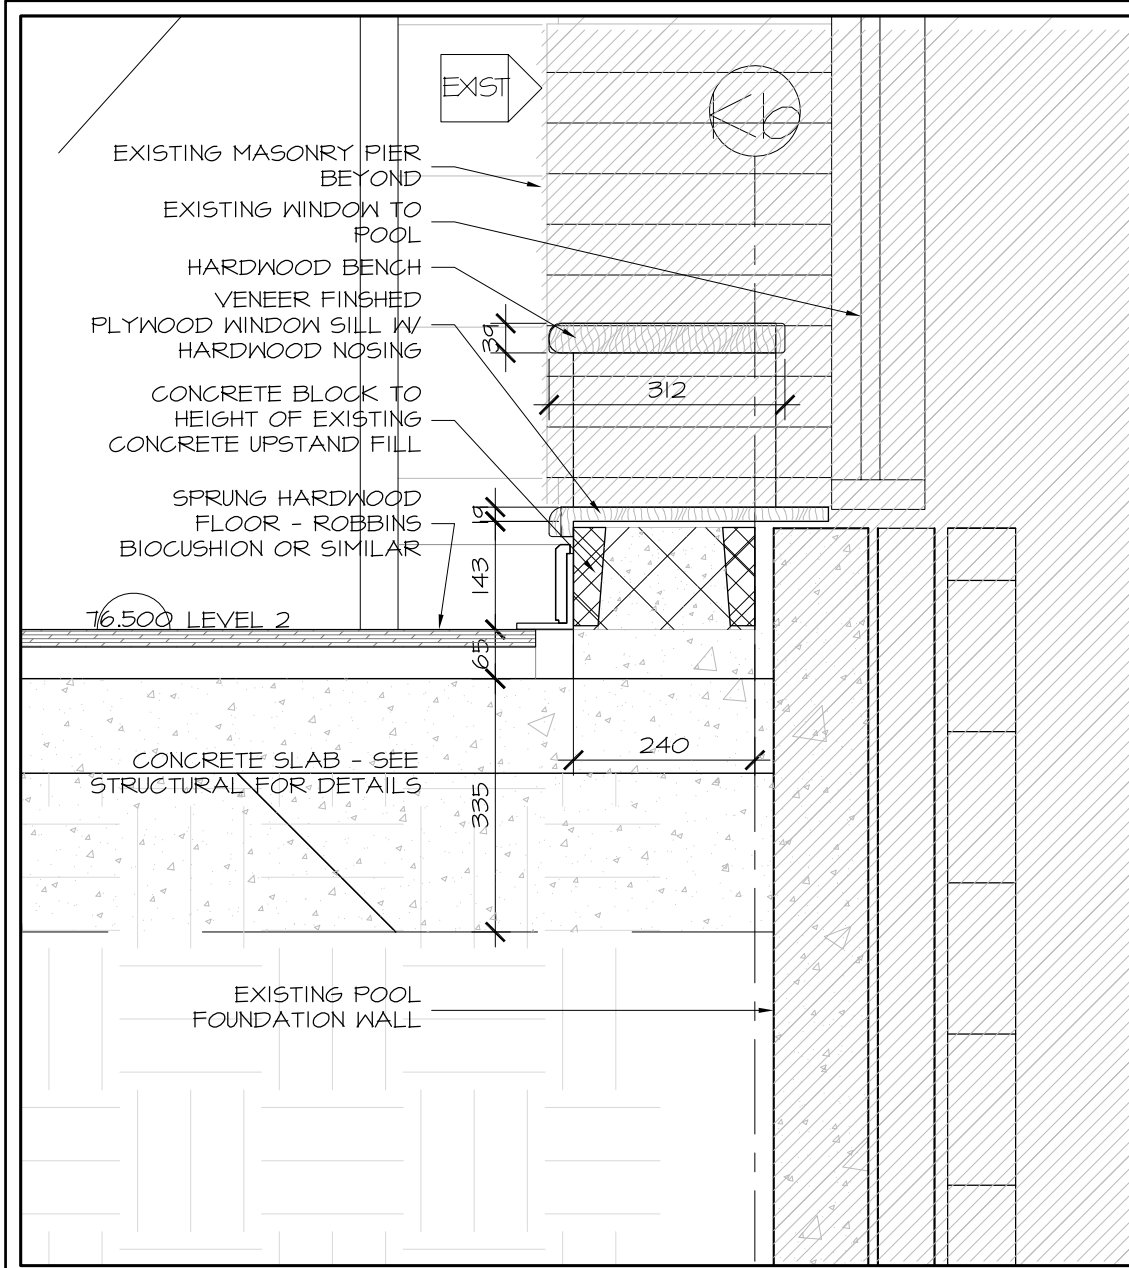 EXIST
Kb
EXISTING MASONRY PIER
BEYOND
EXISTING WINDOW TO
POOL
HARDWOOD BENCH
VENEER FINSHED
PLYWOOD WINDOW SILL W/
HARDWOOD NOSING
39
312
CONCRETE BLOCK TO
HEIGHT OF EXISTING
CONCRETE UPSTAND FILL
SPRUNG HARDWOOD
FLOOR - ROBBINS
BIOCUSHION OR SIMILAR
19
143
76.500 LEVEL 2
65
240
CONCRETE SLAB - SEE
STRUCTURAL FOR DETAILS
335
EXISTING POOL
FOUNDATION WALL